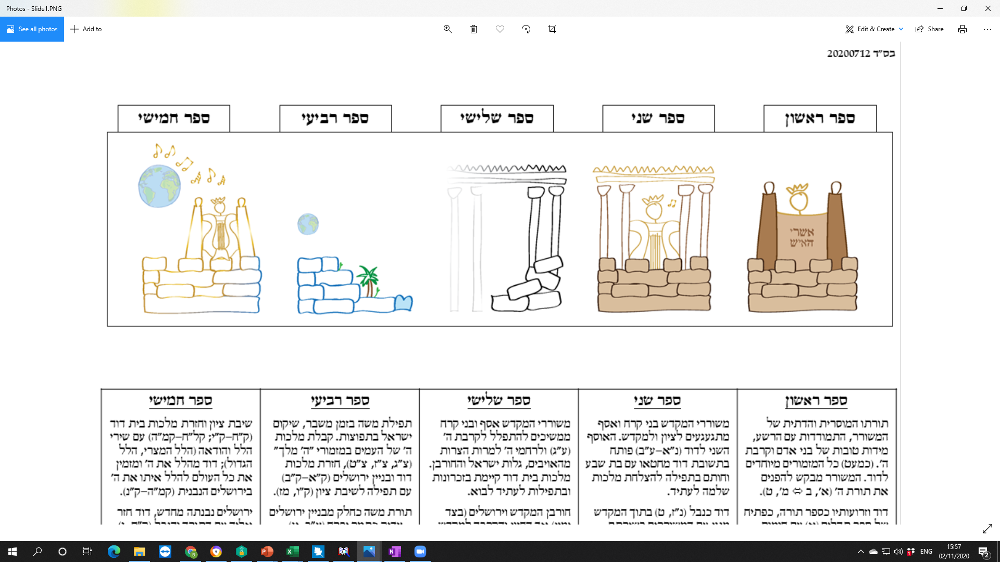 Photos - Slide1.PNG
See all photos
Add to
Edit & Create
Share
בס"ד 20200712
ספר ראשון
ספר שני
ספר שלישי
ספר רביעי
ספר חמישי
אשרי
האיש
ספר ראשון
תורתו המוסרית והדתית של
המשורר, התמודדות עם הרשע,
מידות טובות של בני אדם וקרבת
ה'. (כמעט) כל המזמורים מיוחדים
לדוד. המשורר מבקש להפנים
את תורת ה' (א', ב ⇔ מ', ט).
דוד וזרועותיו כספר תורה, כפתיח
ספר שני
משוררי המקדש בני קרח ואסף
מתגעגעים לציון ולמקדש. האוסף
השני לדוד (נ"א–ע"ב) פותח
בתשובת דוד מחטאו עם בת שבע
וחותם בתפילה להצלחת מלכות
שלמה לעתיד.
דוד כנבל (נ"ז, ט) בתוך המקדש
ספר שלישי
משוררי המקדש אסף ובני קרח
ממשיכים להתפלל לקרבת ה'
(ע"ג) ולרחמי ה' למרות הצרות
מהאויבים, גלות ישראל והחורבן.
מלכות בית דוד קיימת בזכרונות
ובתפילות לעתיד לבוא.
חורבן המקדש וירושלים (בצד
ספר רביעי
תפילת משה בזמן משבר, שיקום
ישראל בתפוצות. קבלת מלכות
ה' של העמים במזמורי "ה' מלך"
(צ"ג, צ"ז, צ"ט), חזרת מלכות
דוד ובניין ירושלים (ק"א–ק"ב)
עם תפילה לשיבת ציון (ק"ו, מז).
תורת משה כחלק מבניין ירושלים
ספר חמישי
שיבת ציון וחזרת מלכות בית דוד
(ק"ח–ק"י; קל"ח–קמ"ה) עם שירי
הלל והודאה (הלל המצרי, הלל
הגדול); דוד מהלל את ה' ומזמין
את כל העולם להלל איתו את ה'
בירושלים הנבנית (קמ"ה–ק"נ).
ירושלים נבנתה מחדש, דוד חזר
ENG
15:57
02/11/2020